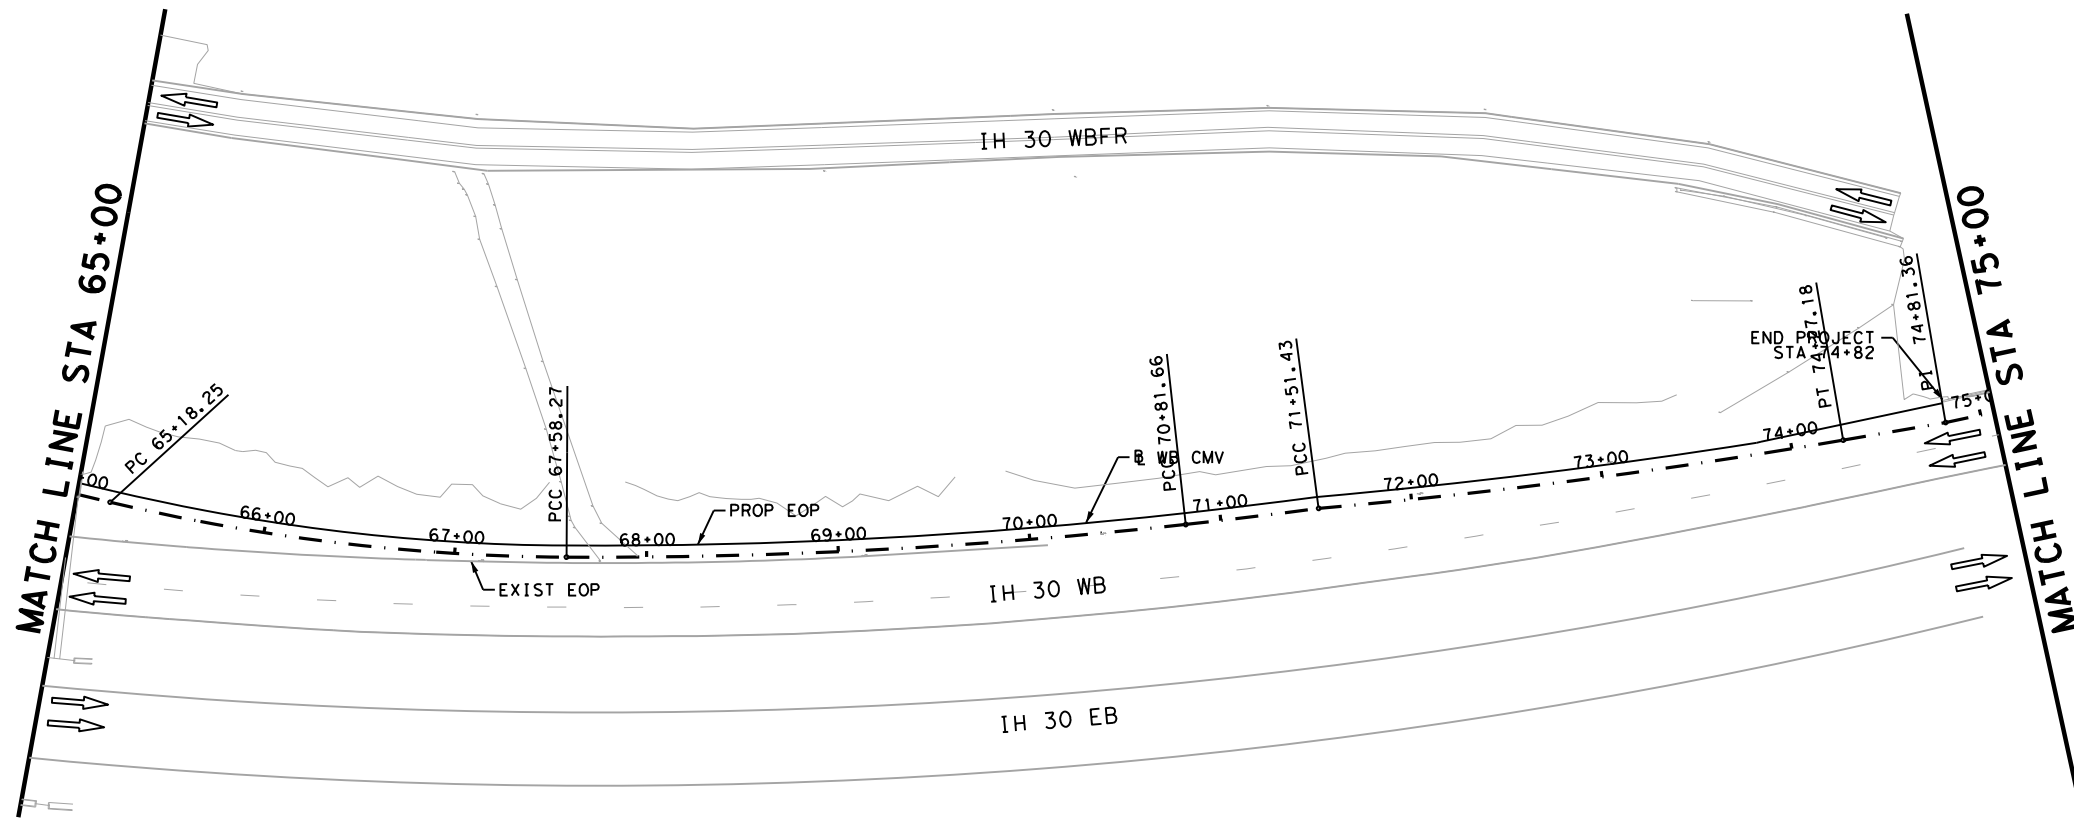 IH 30 WBFR
MATCH LINE STA 65+00
MATCH LINE STA 75+00
PC 65+18.25
PCC 67+58.27
PCC 70+81.66
PCC 71+51.43
PI 74+81.36
END PROJECT
STA 74+82
WB CMV
PROP EOP
EXIST EOP
66+00
67+00
68+00
69+00
70+00
71+00
72+00
73+00
74+00
IH 30 WB
IH 30 EB